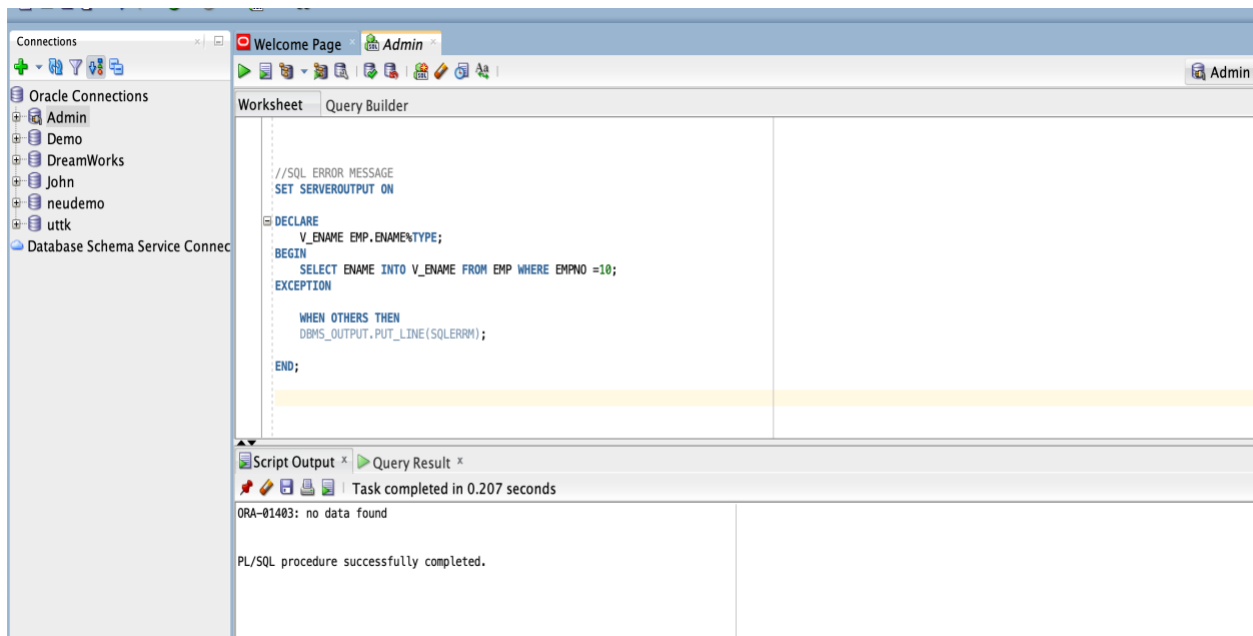 Connections
Oracle Connections
Admin
Demo
DreamWorks
John
neudemo
uttk
Database Schema Service Connec
Welcome Page
Admin
Admin
Worksheet
Query Builder
//SQL ERROR MESSAGE
SET SERVEROUTPUT ON
DECLARE
V_ENAME EMP.ENAME%TYPE;
BEGIN
SELECT ENAME INTO V_ENAME FROM EMP WHERE EMPNO =10;
EXCEPTION
WHEN OTHERS THEN
DBMS_OUTPUT.PUT_LINE(SQLERRM);
END;
Script Output
Query Result
Task completed in 0.207 seconds
ORA-01403: no data found
PL/SQL procedure successfully completed.